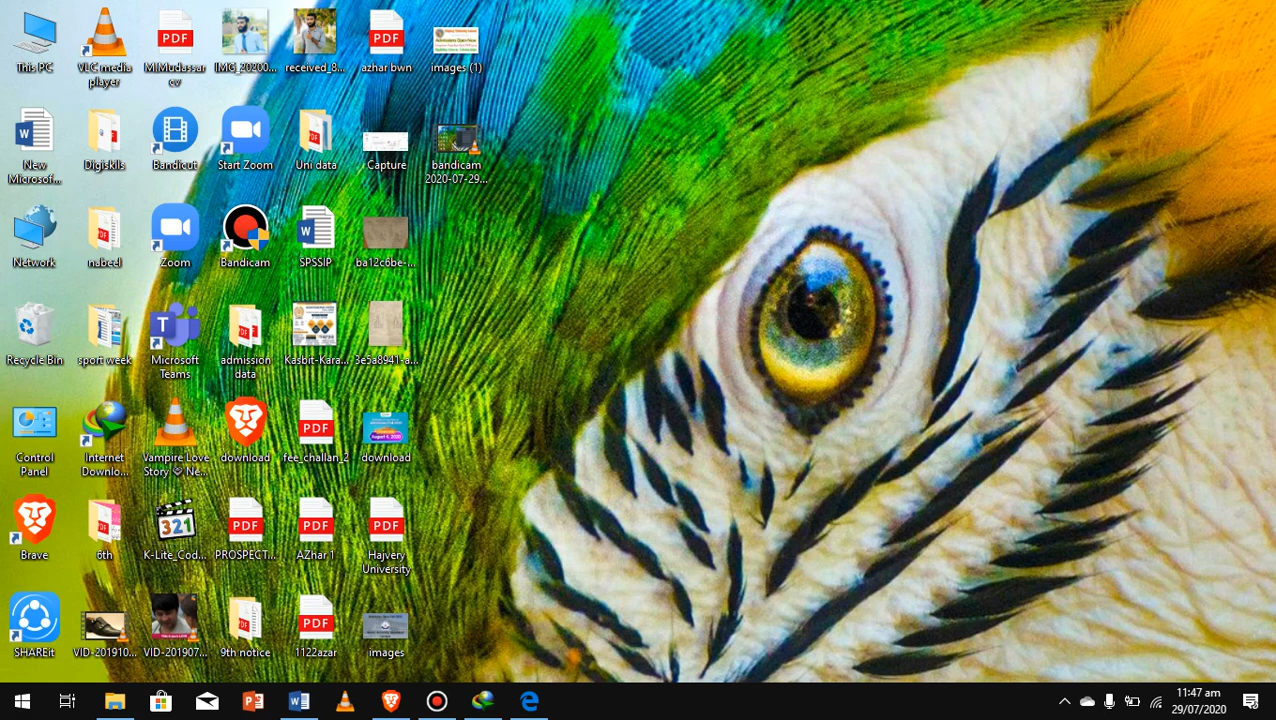 This PC
VLC media
player
M.Mudassar
cv
IMG_20200...
received_8...
azhar bwn
images (1)
New
Microsof...
Digiskils
Bandicut
Start Zoom
Uni data
Capture
bandicam
2020-07-29...
Network
nabeel
Zoom
Bandicam
SPSSIP
ba12c6be-...
Recycle Bin
sport week
Microsoft
Teams
admission
data
Kasbit-Kara...
3e5a8941-a...
Control
Panel
Internet
Downlo...
Vampire Love
Story ♡ Ne...
download
fee_challan_2
download
Brave
6th
K-Lite_Cod...
PROSPECT...
AZhar 1
Hajvery
University
SHAREit
VID-201910...
VID-201907...
9th notice
1122azar
images
11:47 am
29/07/2020